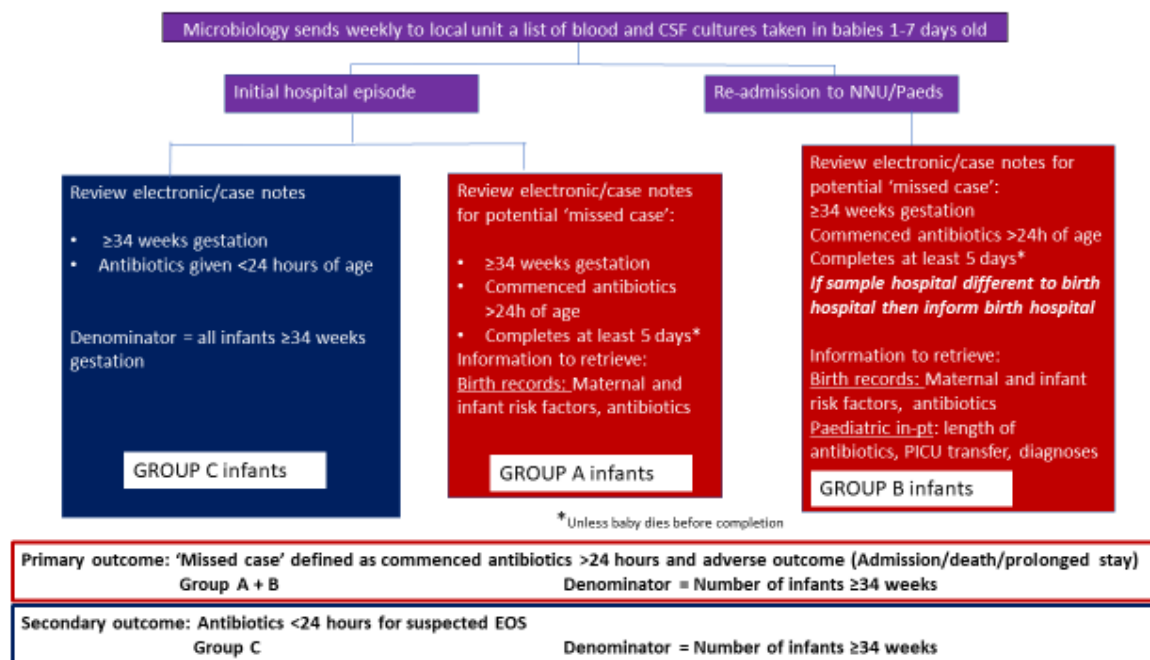 Microbiology sends weekly to local unit a list of blood and CSF cultures taken in babies 1-7 days old
Initial hospital episode
Re-admission to NNU/Paeds
Review electronic/case notes
• ≥34 weeks gestation
• Antibiotics given <24 hours of age
Denominator = all infants ≥34 weeks
gestation
GROUP C infants
Review electronic/case notes
for potential ‘missed case’:
• ≥34 weeks gestation
• Commenced antibiotics
>24h of age
• Completes at least 5 days*
Information to retrieve:
Birth records: Maternal and
infant risk factors, antibiotics
GROUP A infants
Review electronic/case notes for
potential ‘missed case’:
≥34 weeks gestation
Commenced antibiotics >24h of age
Completes at least 5 days*
If sample hospital different to birth
hospital then inform birth hospital
Information to retrieve:
Birth records: Maternal and infant
risk factors, antibiotics
Paediatric in-pt: length of
antibiotics, PICU transfer, diagnoses
GROUP B infants
*Unless baby dies before completion
Primary outcome: ‘Missed case’ defined as commenced antibiotics >24 hours and adverse outcome (Admission/death/prolonged stay)
Group A + B Denominator = Number of infants ≥34 weeks
Secondary outcome: Antibiotics <24 hours for suspected EOS
Group C Denominator = Number of infants ≥34 weeks